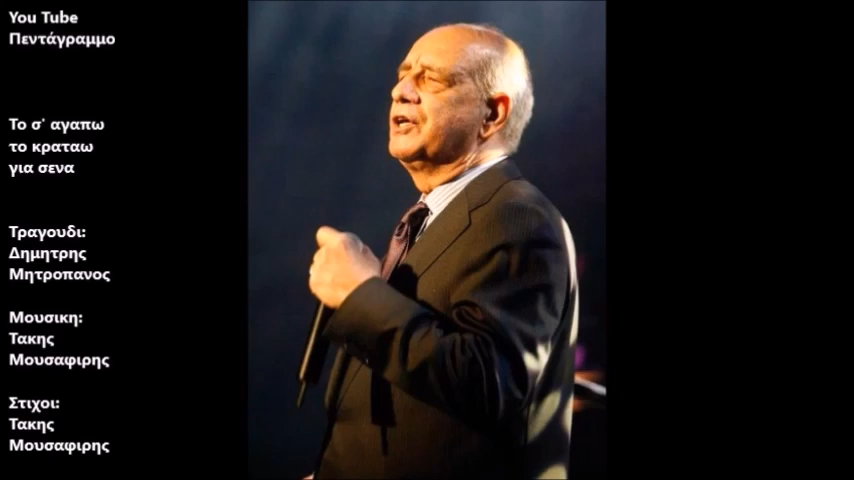 You Tube
Πεντάγραμμο
Το σ' αγαπω
το κραταω
για σενα
Τραγουδι:
Δημητρης
Μητροπανος
Μουσικη:
Τακης
Μουσαφιρης
Στιχοι:
Τακης
Μουσαφιρης